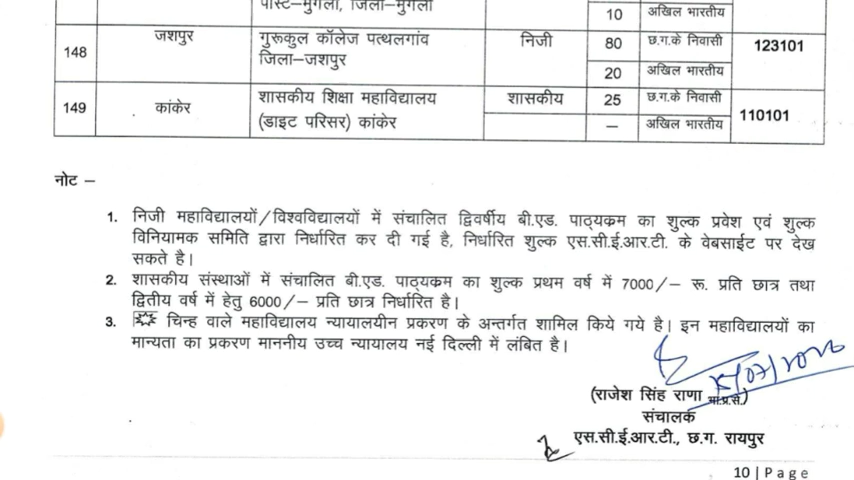 पोस्ट–मुंगेली, जिला–मुंगेली
10 अखिल भारतीय
148 जशपुर गुरूकुल कॉलेज पत्थलगांव जिला–जशपुर निजी 80 छ.ग.के निवासी 123101
20 अखिल भारतीय
149 कांकेर शासकीय शिक्षा महाविद्यालय (डाइट परिसर) कांकेर शासकीय 25 छ.ग.के निवासी 110101
– अखिल भारतीय
नोट –
1. निजी महाविद्यालयों/विश्वविद्यालयों में संचालित द्विवर्षीय बी.एड. पाठ्यक्रम का शुल्क प्रवेश एवं शुल्क
विनियामक समिति द्वारा निर्धारित कर दी गई है, निर्धारित शुल्क एस.सी.ई.आर.टी. के वेबसाईट पर देख
सकते है।
2. शासकीय संस्थाओं में संचालित बी.एड. पाठ्यक्रम का शुल्क प्रथम वर्ष में 7000/– रू. प्रति छात्र तथा
द्वितीय वर्ष में हेतु 6000/– प्रति छात्र निर्धारित है।
3. चिन्ह वाले महाविद्यालय न्यायालयीन प्रकरण के अन्तर्गत शामिल किये गये है। इन महाविद्यालयों का
मान्यता का प्रकरण माननीय उच्च न्यायालय नई दिल्ली में लंबित है।
(राजेश सिंह राणा भा.प्र.से.)
संचालक
एस.सी.ई.आर.टी., छ.ग. रायपुर
10 | Page